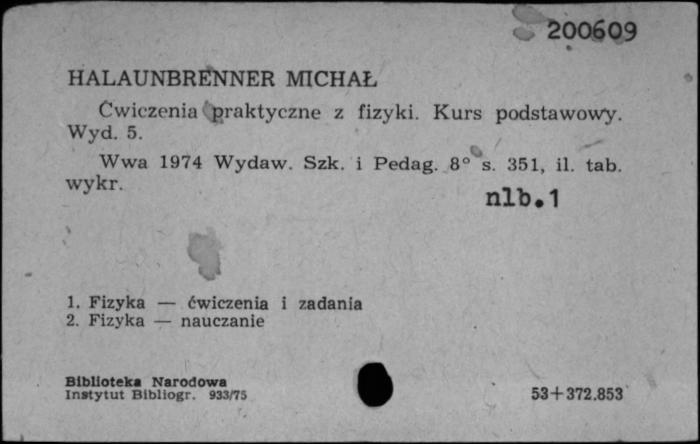 200609
HALAUNBRENNER MICHAŁ
Ćwiczenia praktyczne z fizyki. Kurs podstawowy.
Wyd. 5.
Wwa 1974 Wydaw. Szk. i Pedag. 8° s. 351, il. tab.
wykr.
nlb.1
1. Fizyka — ćwiczenia i zadania
2. Fizyka — nauczanie
Biblioteka Narodowa
Instytut Bibliogr. 933/75
53+372.853